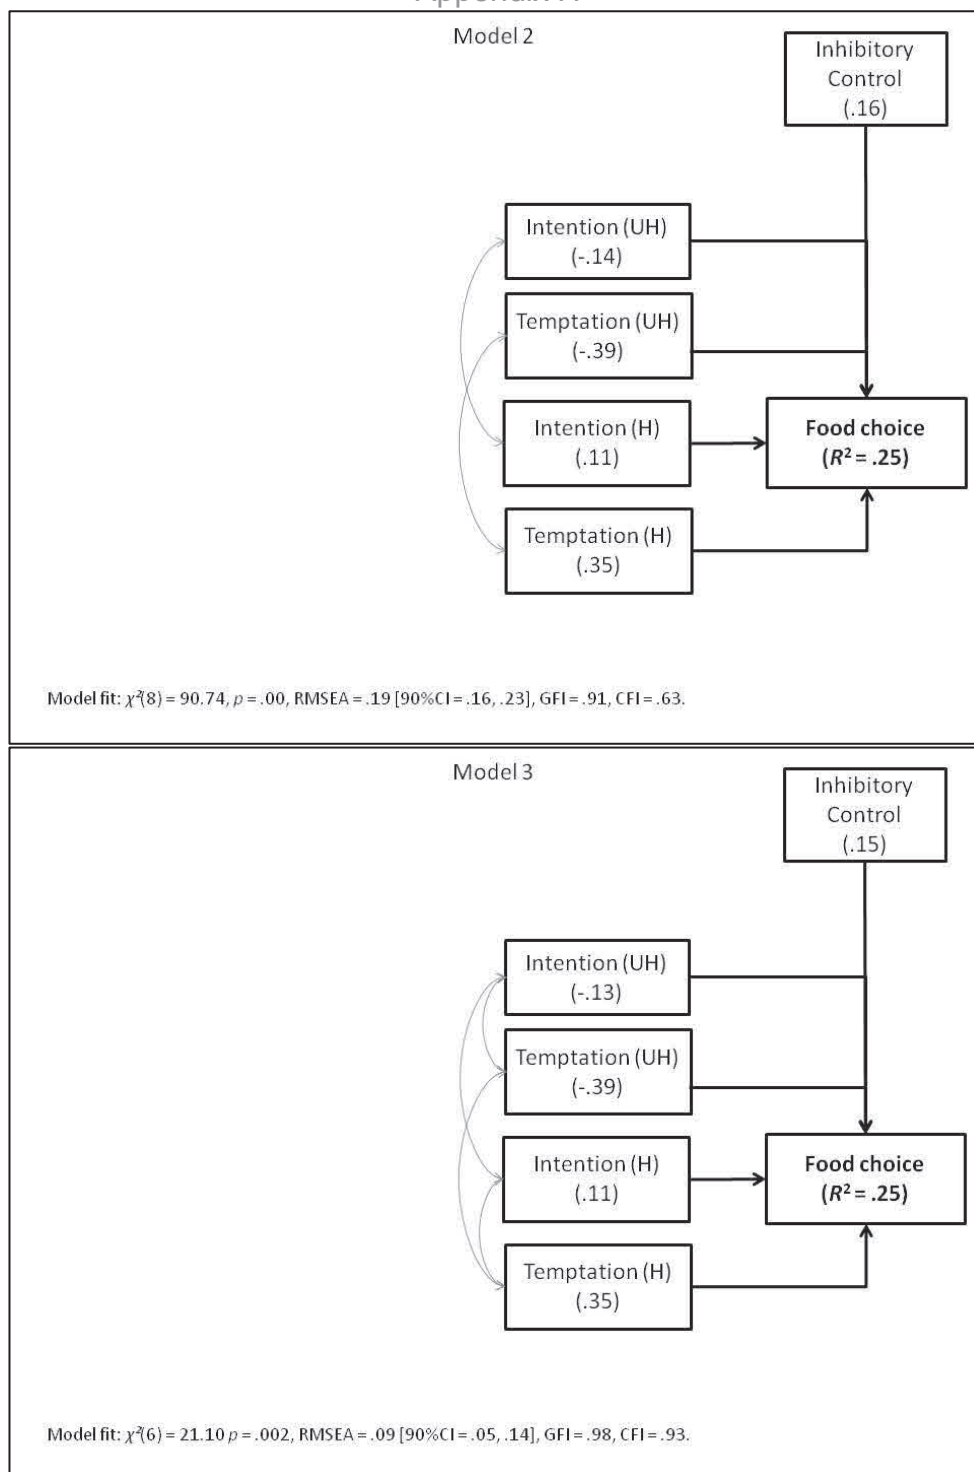 Model 2
Inhibitory
Control
(.16)
Intention (UH)
(-.14)
Temptation (UH)
(-.39)
Intention (H)
(.11)
Food choice
(R² = .25)
Temptation (H)
(.35)
Model fit: χ²(8) = 90.74, p = .00, RMSEA = .19 [90%CI = .16, .23], GFI = .91, CFI = .63.
Model 3
Inhibitory
Control
(.15)
Intention (UH)
(-.13)
Temptation (UH)
(-.39)
Intention (H)
(.11)
Food choice
(R² = .25)
Temptation (H)
(.35)
Model fit: χ²(6) = 21.10 p = .002, RMSEA = .09 [90%CI = .05, .14], GFI = .98, CFI = .93.